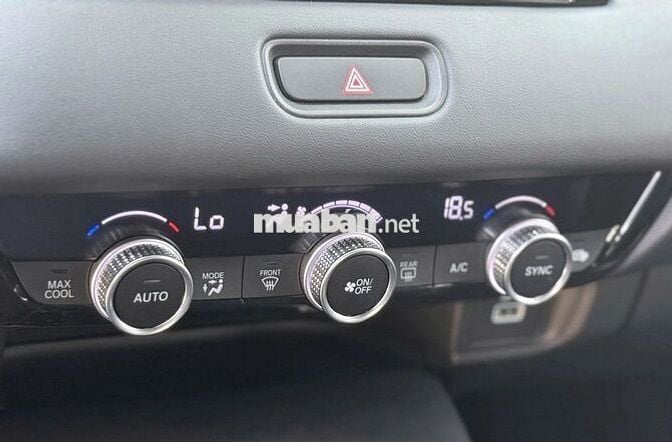 Lo
18.5
muaban.net
MAX
COOL
AUTO
MODE
FRONT
ON/
OFF
REAR
A/C
SYNC